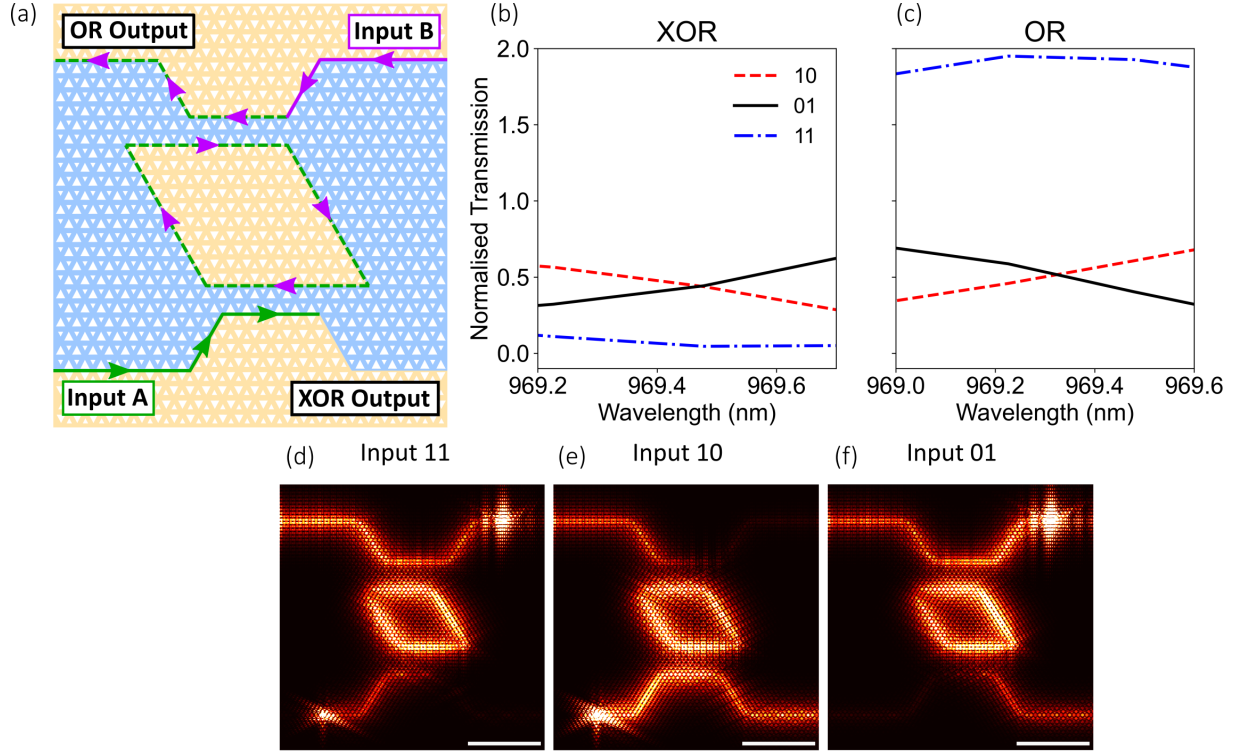 (a)
OR Output
Input B
Input A
XOR Output
(b)
XOR
Normalised Transmission
2.0
1.5
1.0
0.5
0.0
10
01
11
969.2
969.4
969.6
Wavelength (nm)
(c)
OR
969.0
969.2
969.4
969.6
Wavelength (nm)
(d)
Input 11
(e)
Input 10
(f)
Input 01